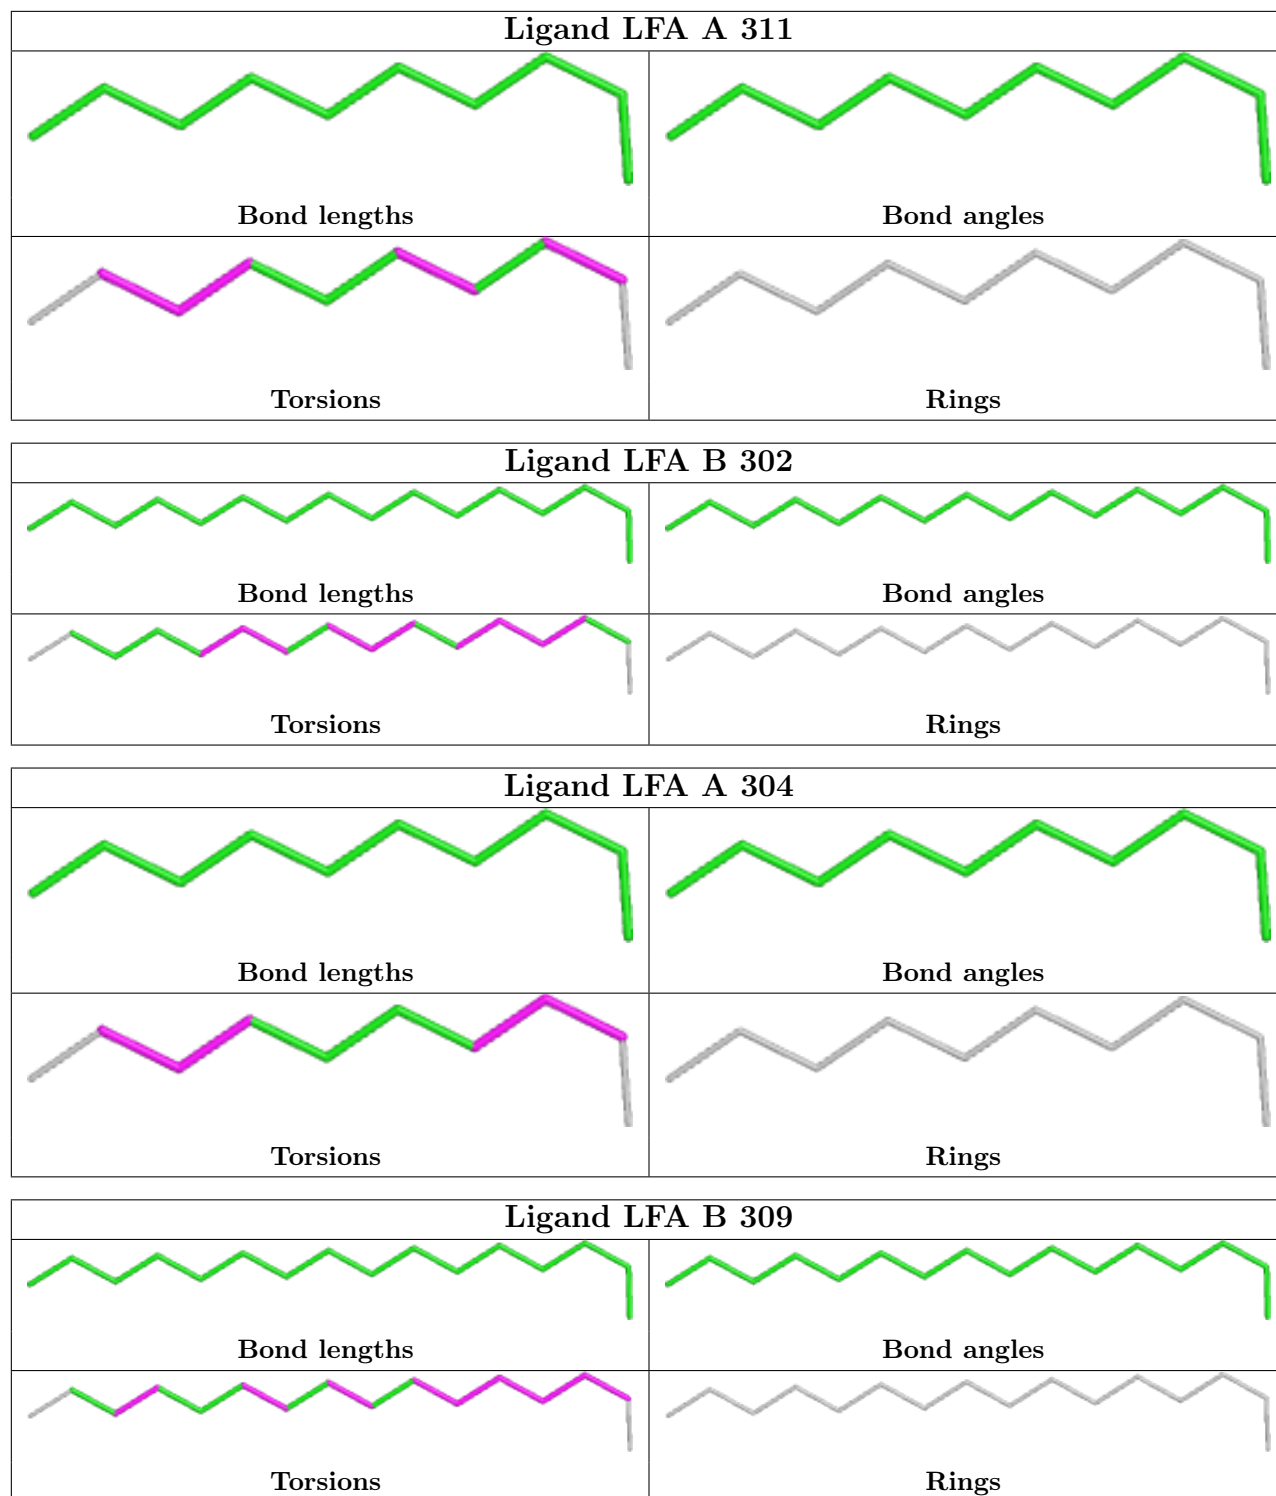 Ligand LFA A 311
Bond lengths
Bond angles
Torsions
Rings
Ligand LFA B 302
Bond lengths
Bond angles
Torsions
Rings
Ligand LFA A 304
Bond lengths
Bond angles
Torsions
Rings
Ligand LFA B 309
Bond lengths
Bond angles
Torsions
Rings